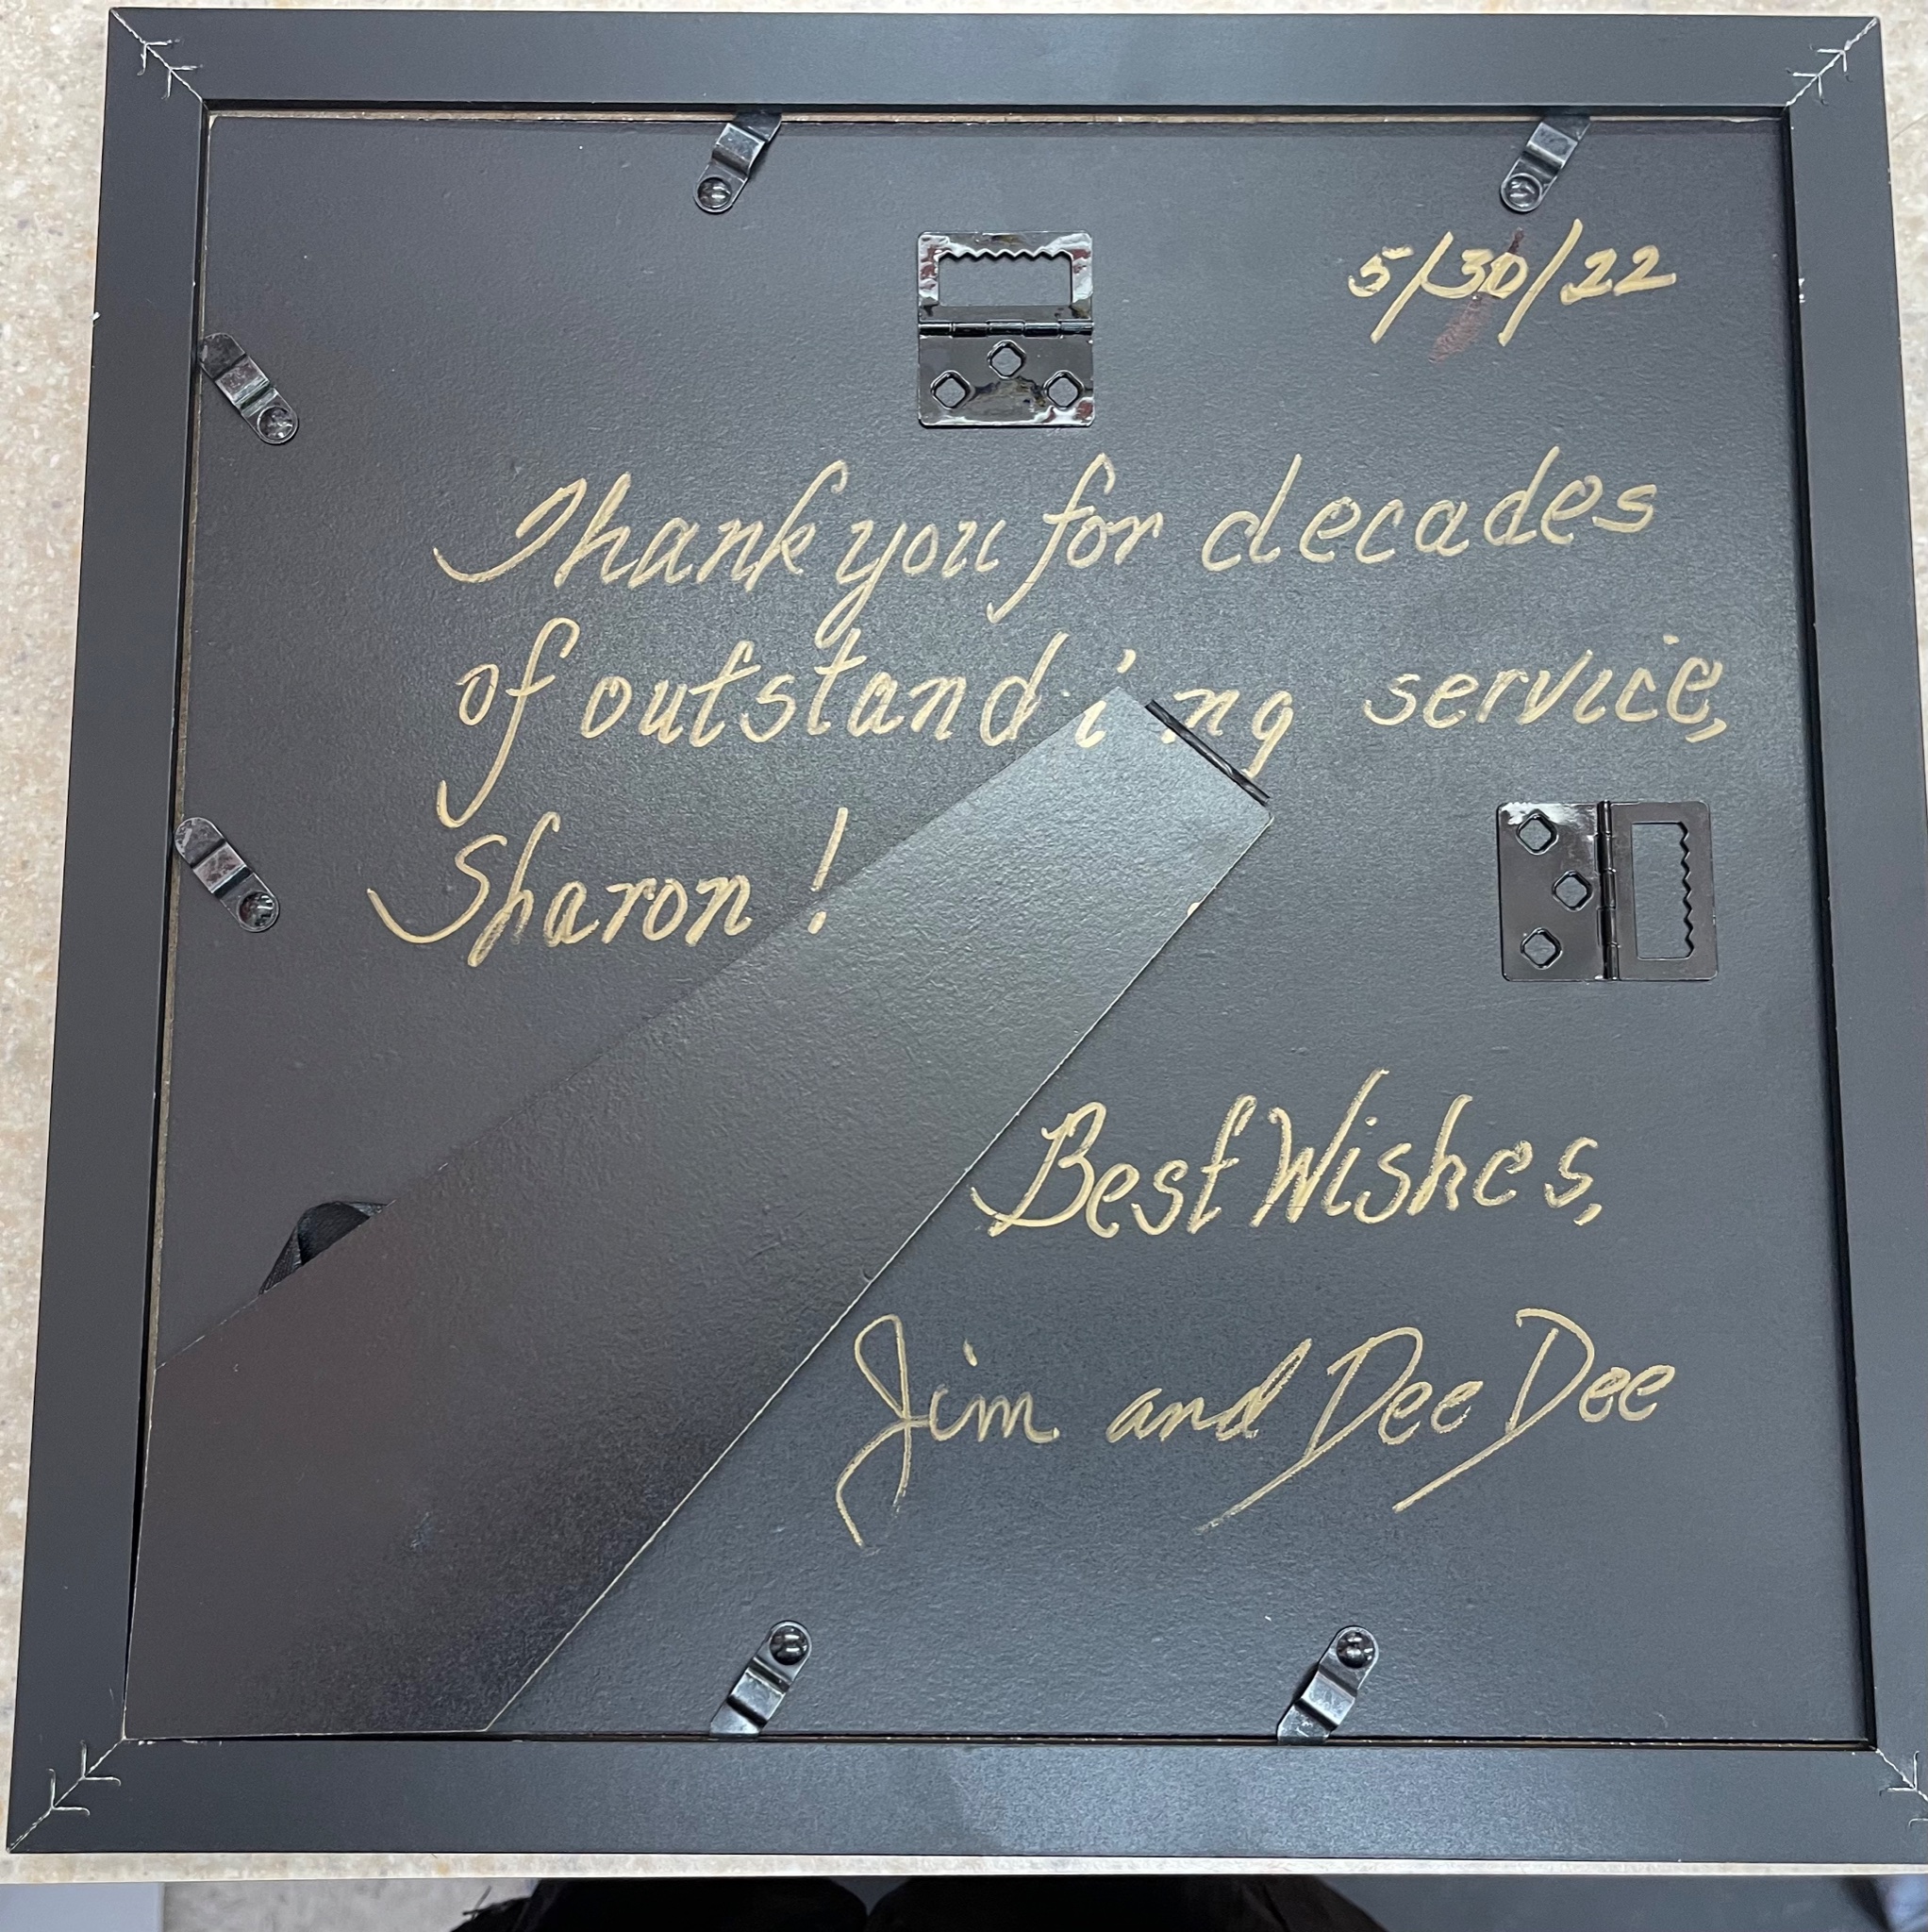 5/30/22
Thank you for decades
of outstanding service,
Sharon!
Best Wishes,
Jim and Dee Dee